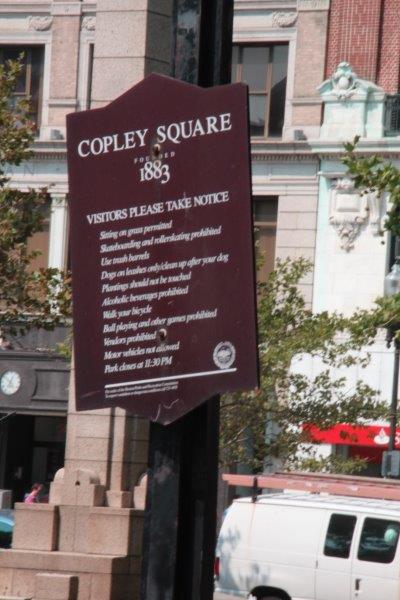 COPLEY SQUARE
FOUNDED
1883
VISITORS PLEASE TAKE NOTICE
Sitting on grass permitted
Skateboarding and rollerskating prohibited
Use trash barrels
Dogs on leashes only/clean up after your dog
Plantings should not be touched
Alcoholic beverages prohibited
Walk your bicycle
Ball playing and other games prohibited
Vendors prohibited
Motor vehicles not allowed
Park closes at 11:30 PM